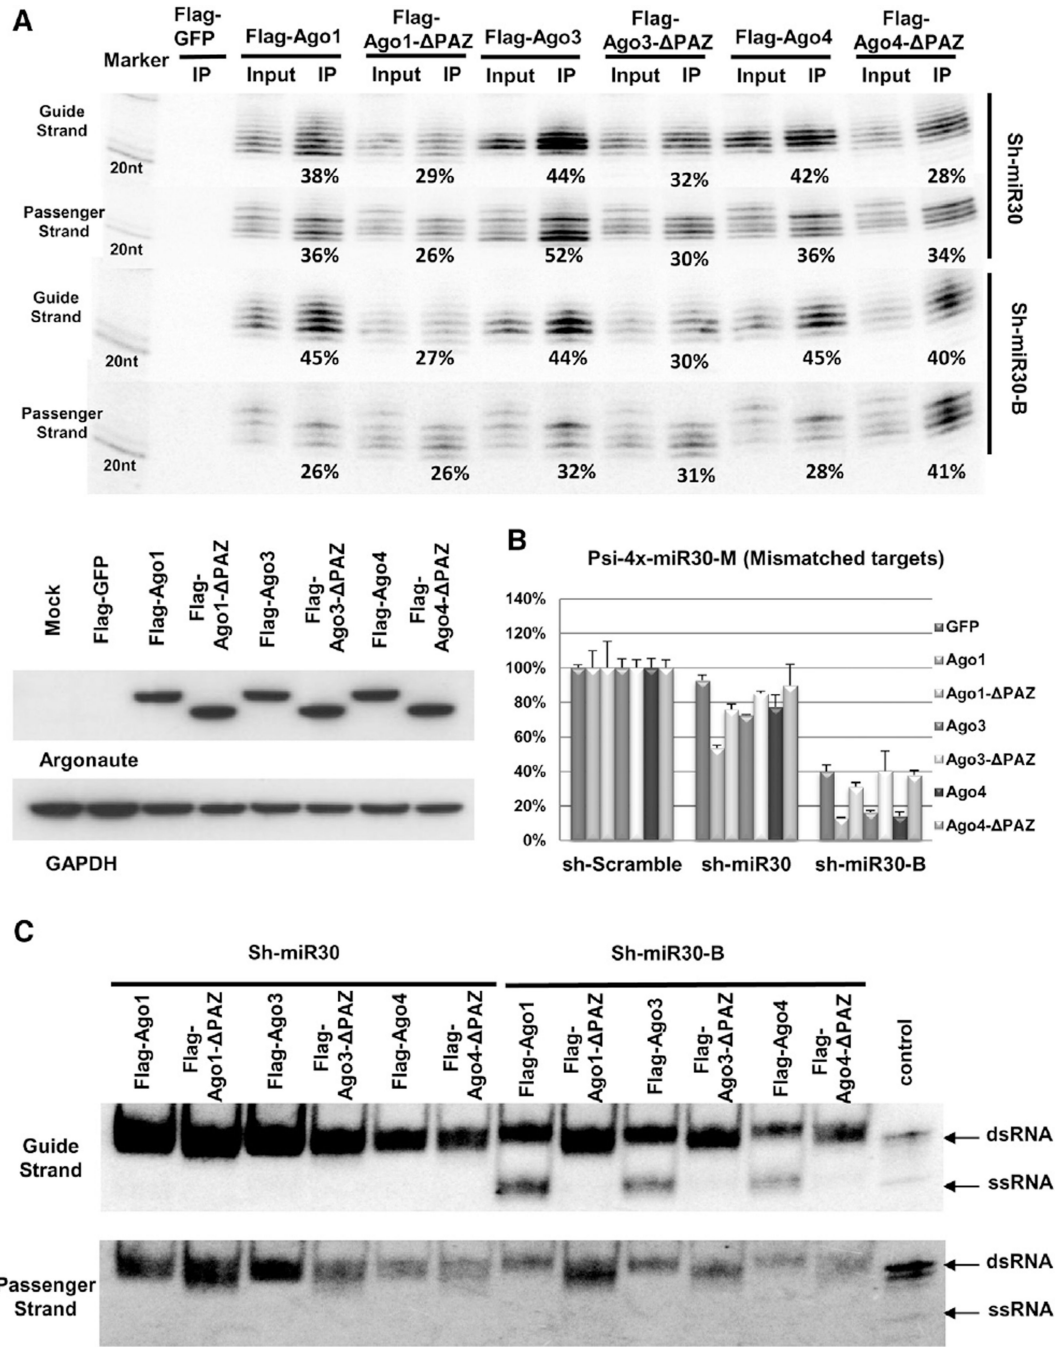 A
Marker
Flag-
GFP
Flag-Ago1
Flag-
Ago1-ΔPAZ
Flag-Ago3
Flag-
Ago3-ΔPAZ
Flag-Ago4
Flag-
Ago4-ΔPAZ
IP
Input IP
Input IP
Input IP
Input IP
Input IP
Input IP
Guide
Strand
20nt
38% 29% 44% 32% 42% 28%
Passenger
Strand
20nt
36% 26% 52% 30% 36% 34%
Sh-miR30
Guide
Strand
20nt
45% 27% 44% 30% 45% 40%
Passenger
Strand
20nt
26% 26% 32% 31% 28% 41%
Sh-miR30-B
Mock
Flag-GFP
Flag-Ago1
Flag-
Ago1-ΔPAZ
Flag-Ago3
Flag-
Ago3-ΔPAZ
Flag-Ago4
Flag-
Ago4-ΔPAZ
Argonaute
GAPDH
B
Psi-4x-miR30-M (Mismatched targets)
140%
120%
100%
80%
60%
40%
20%
0%
sh-Scramble sh-miR30 sh-miR30-B
GFP
Ago1
Ago1-ΔPAZ
Ago3
Ago3-ΔPAZ
Ago4
Ago4-ΔPAZ
C
Sh-miR30 Sh-miR30-B
Flag-Ago1
Flag-
Ago1-ΔPAZ
Flag-Ago3
Flag-
Ago3-ΔPAZ
Flag-Ago4
Flag-
Ago4-ΔPAZ
Flag-Ago1
Flag-
Ago1-ΔPAZ
Flag-Ago3
Flag-
Ago3-ΔPAZ
Flag-Ago4
Flag-
Ago4-ΔPAZ
control
Guide
Strand
dsRNA
ssRNA
Passenger
Strand
dsRNA
ssRNA